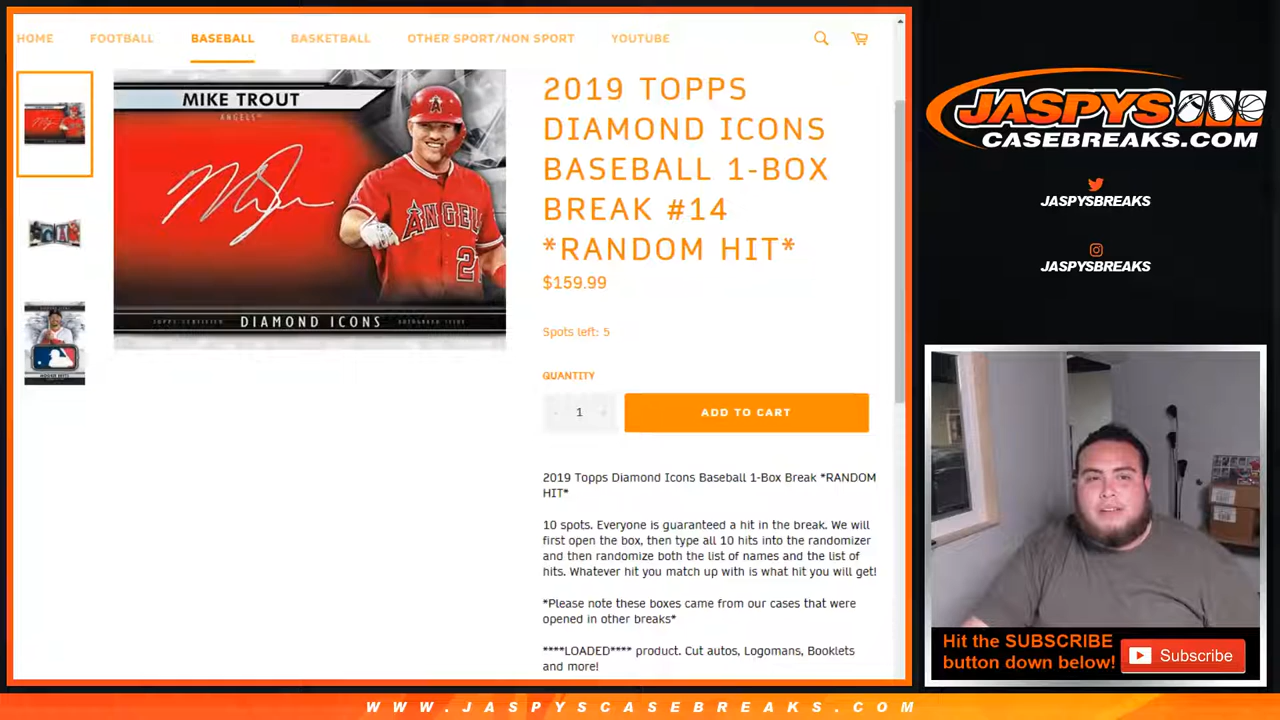 HOME
FOOTBALL
BASEBALL
BASKETBALL
OTHER SPORT/NON SPORT
YOUTUBE
MIKE TROUT
ANGELS
ANGELS
2
DIAMOND ICONS
2019 TOPPS
DIAMOND ICONS
BASEBALL 1-BOX
BREAK #14
*RANDOM HIT*
$159.99
Spots left: 5
QUANTITY
- 1 +
ADD TO CART
2019 Topps Diamond Icons Baseball 1-Box Break *RANDOM
HIT*
10 spots. Everyone is guaranteed a hit in the break. We will
first open the box, then type all 10 hits into the randomizer
and then randomize both the list of names and the list of
hits. Whatever hit you match up with is what hit you will get!
*Please note these boxes came from our cases that were
opened in other breaks*
****LOADED**** product. Cut autos, Logomans, Booklets
and more!
JASPYS
CASEBREAKS.COM
JASPYSBREAKS
JASPYSBREAKS
Hit the SUBSCRIBE
button down below!
Subscribe
WWW.JASPYSCASEBREAKS.COM